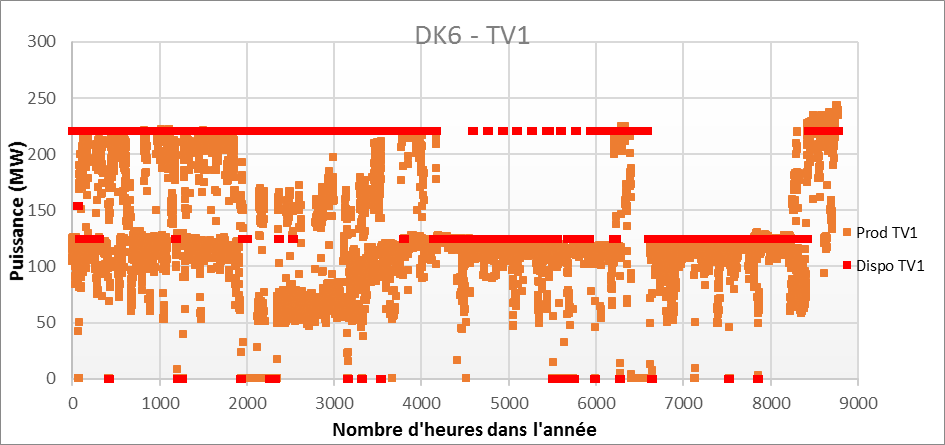 DK6 - TV1
300
250
200
150
100
50
0
Puissance (MW)
0 1000 2000 3000 4000 5000 6000 7000 8000 9000
Nombre d'heures dans l'année
Prod TV1
Dispo TV1